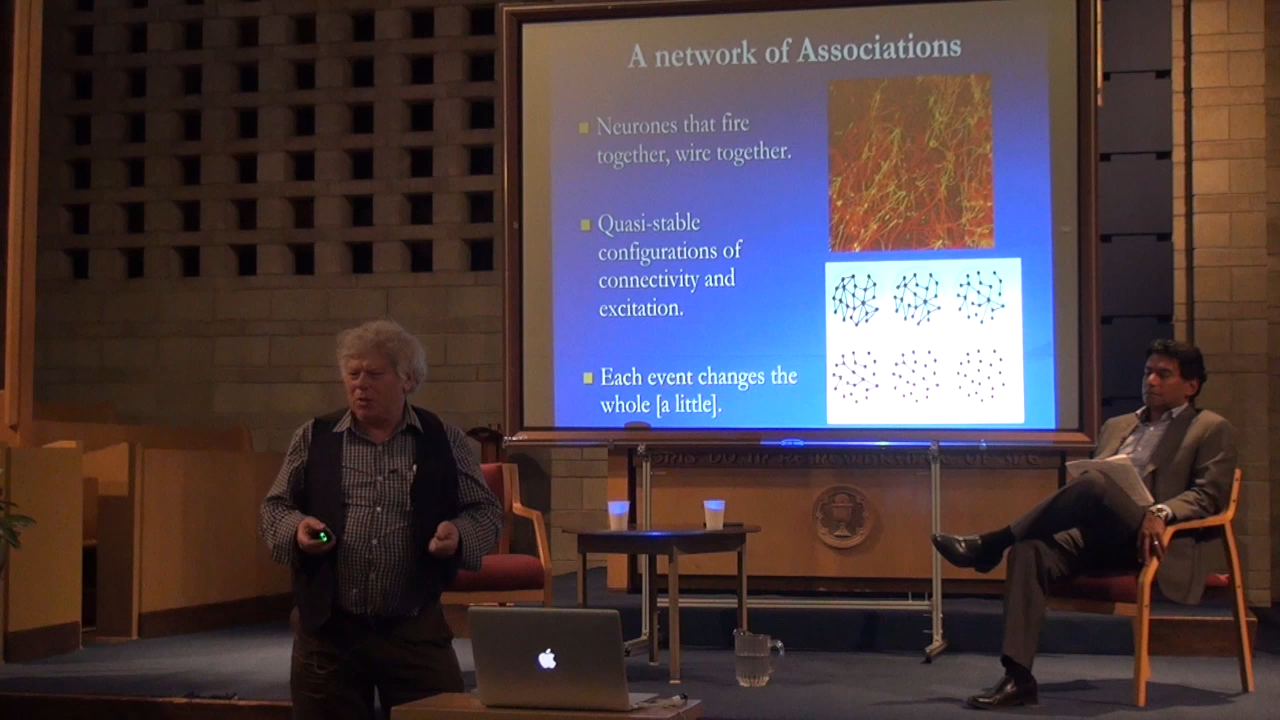 A network of Associations
Neurones that fire
together, wire together.
Quasi-stable
configurations of
connectivity and
excitation.
Each event changes the
whole [a little].